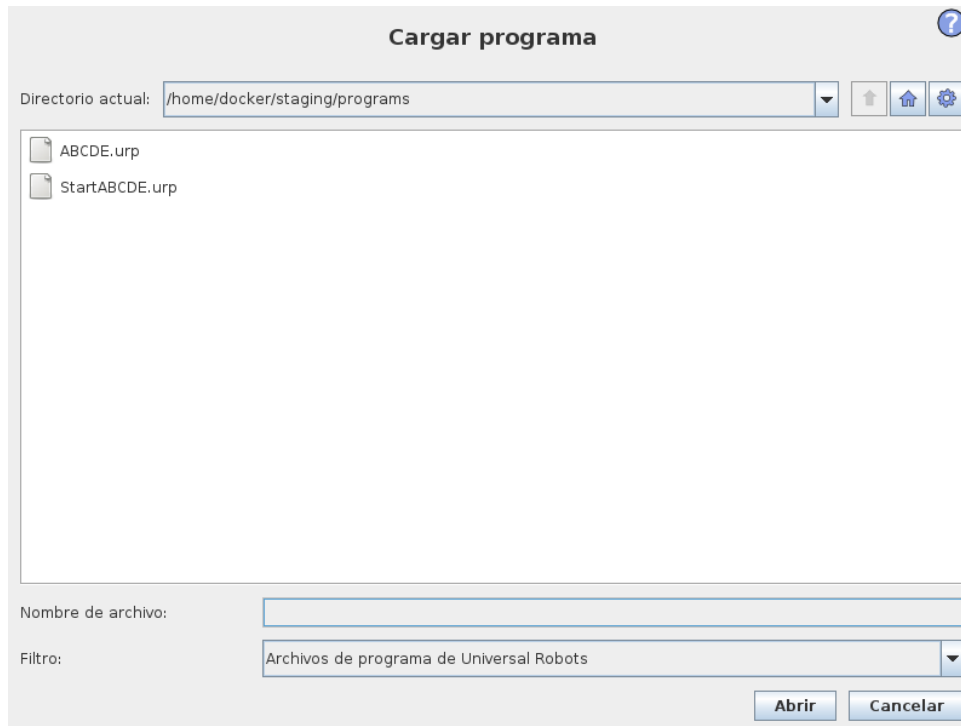 Cargar programa
?
Directorio actual: /home/docker/staging/programs
ABCDE.urp
StartABCDE.urp
Nombre de archivo:
Filtro: Archivos de programa de Universal Robots
Abrir Cancelar